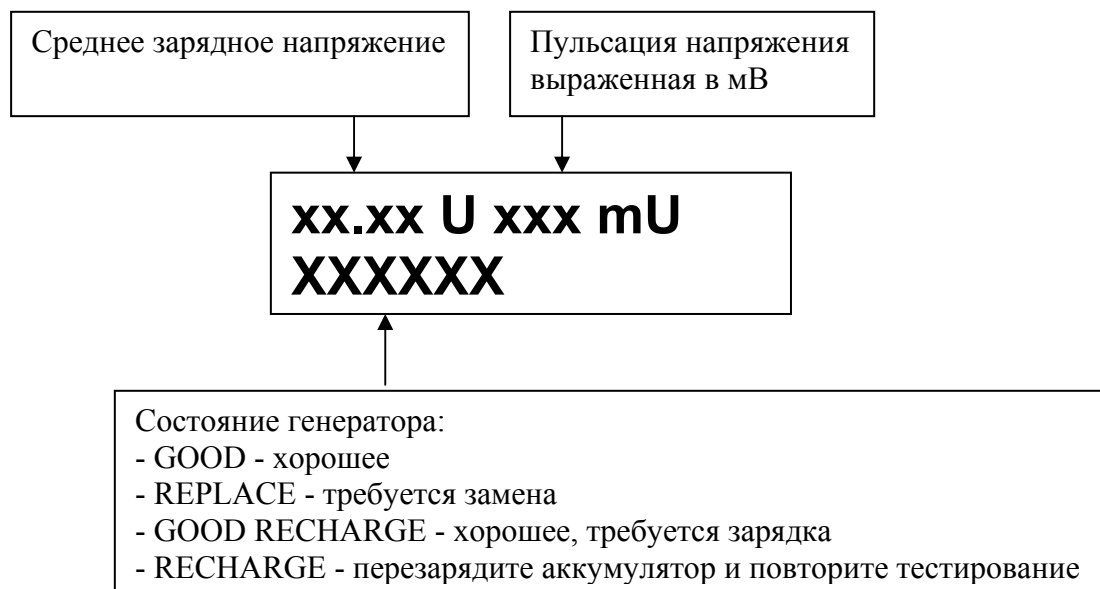 Среднее зарядное напряжение
Пульсация напряжения
выраженная в мВ
xx.xx U xxx mU
XXXXXX
Состояние генератора:
- GOOD - хорошее
- REPLACE - требуется замена
- GOOD RECHARGE - хорошее, требуется зарядка
- RECHARGE - перезарядите аккумулятор и повторите тестирование